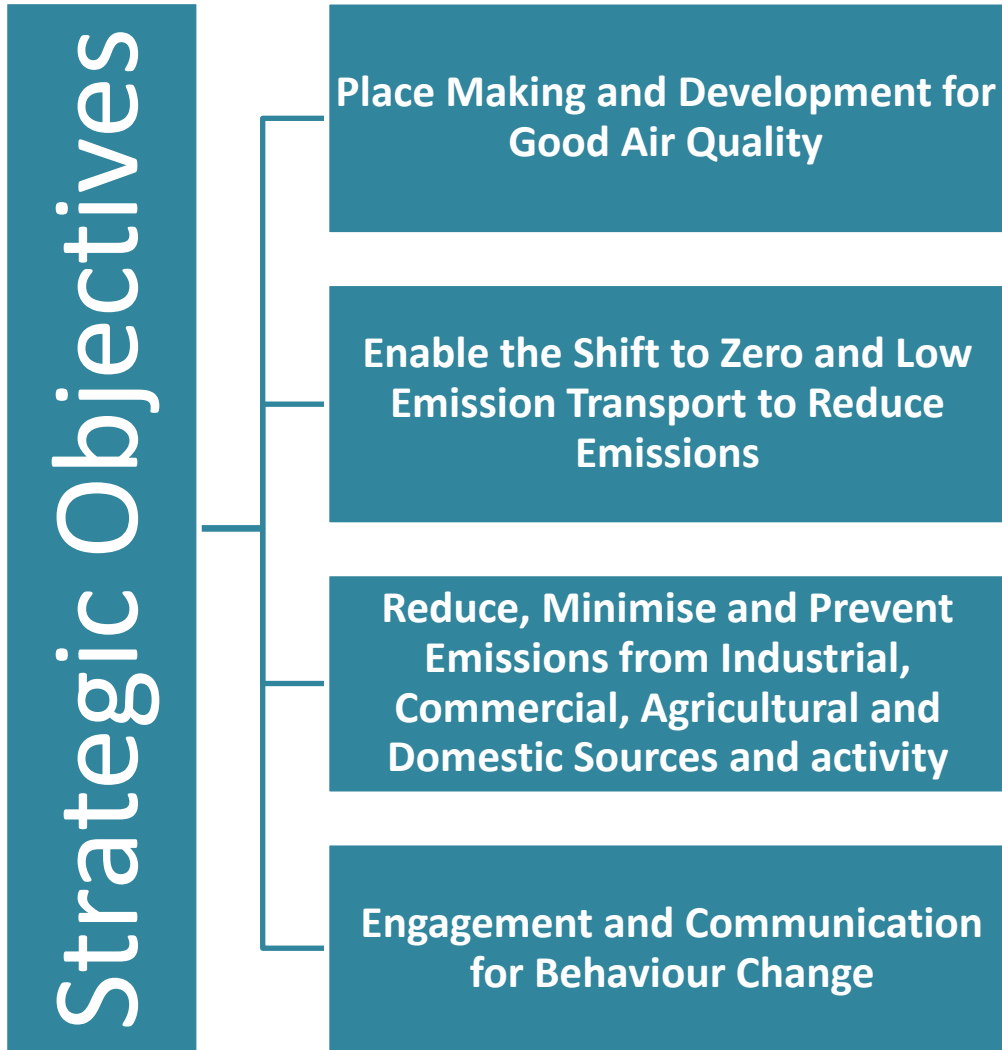 Strategic Objectives
Place Making and Development for
Good Air Quality
Enable the Shift to Zero and Low
Emission Transport to Reduce
Emissions
Reduce, Minimise and Prevent
Emissions from Industrial,
Commercial, Agricultural and
Domestic Sources and activity
Engagement and Communication
for Behaviour Change